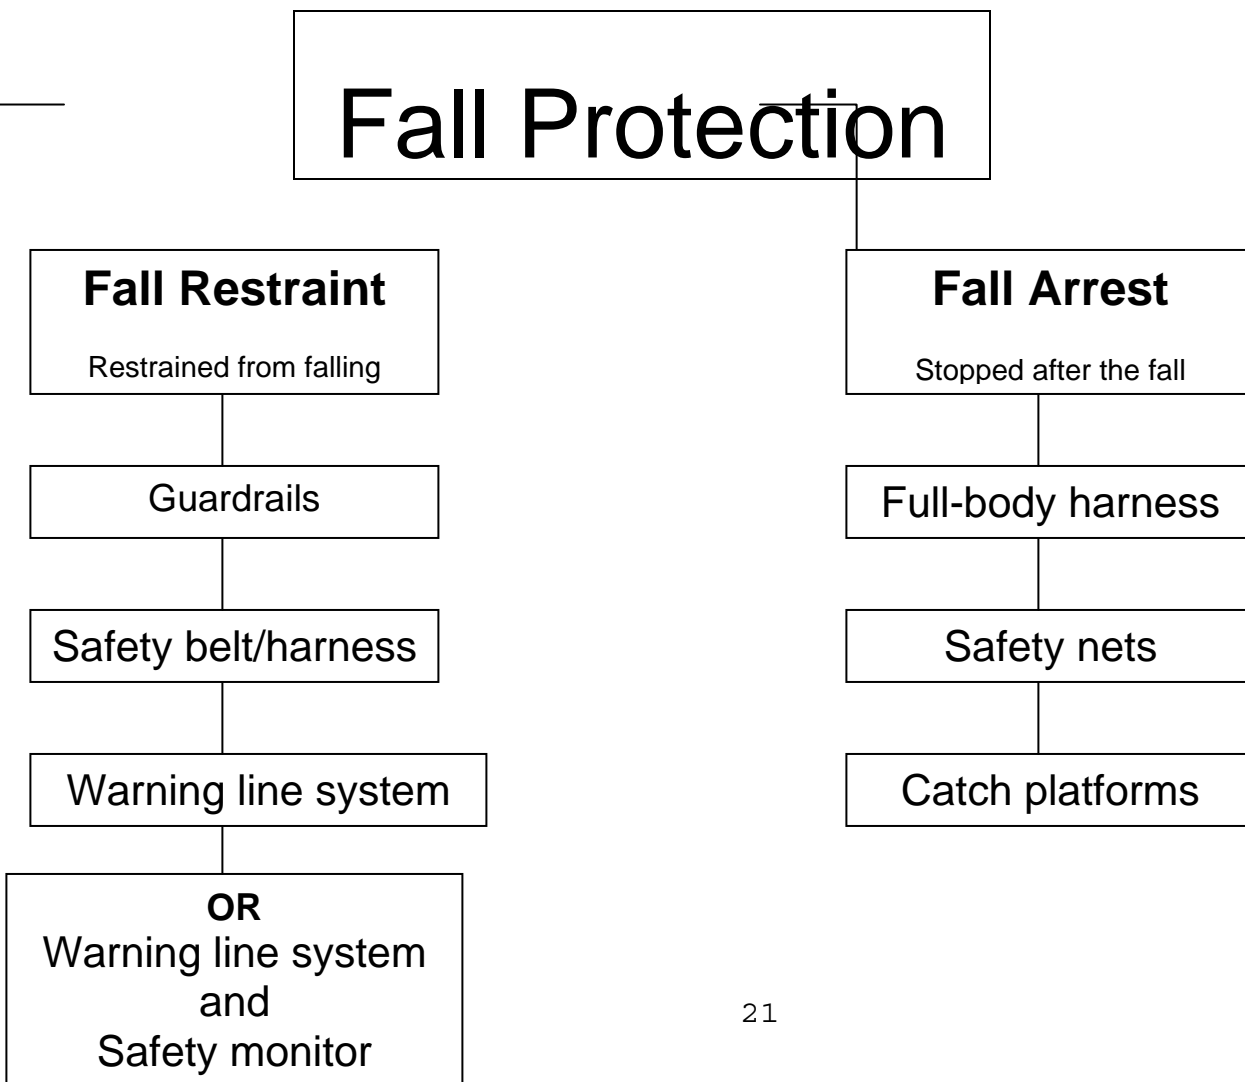 Fall Protection
Fall Restraint
Restrained from falling
Guardrails
Safety belt/harness
Warning line system
OR
Warning line system
and
Safety monitor
Fall Arrest
Stopped after the fall
Full-body harness
Safety nets
Catch platforms
21